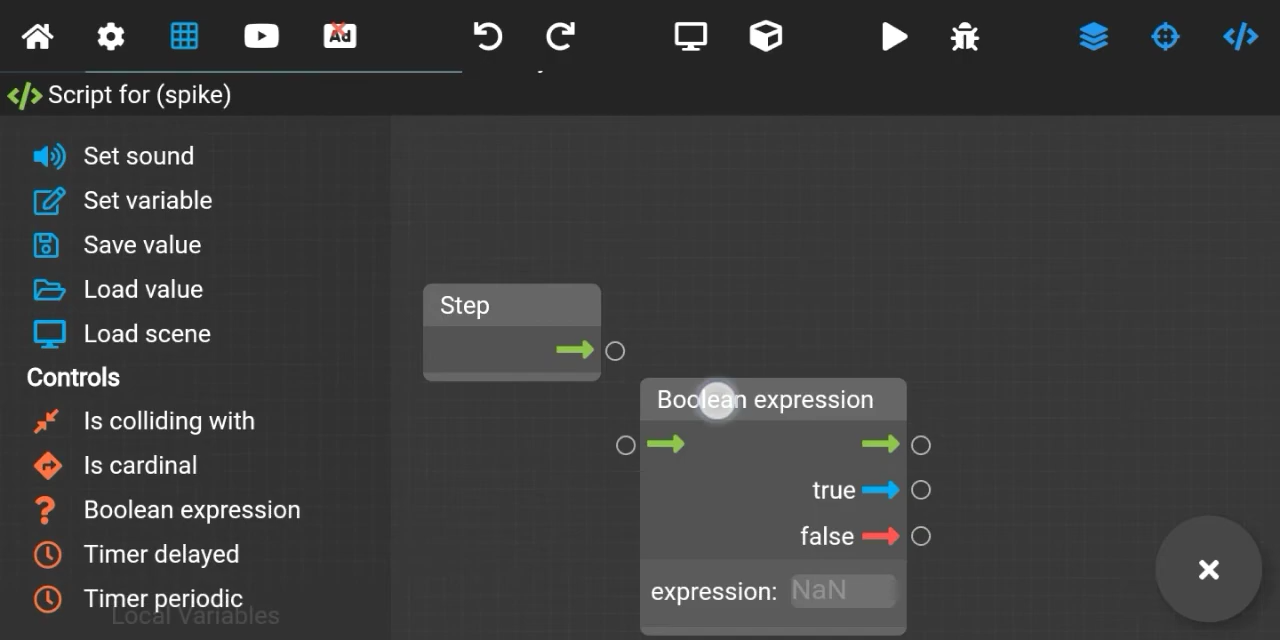 Ad
Script for (spike)
Set sound
Set variable
Save value
Load value
Load scene
Controls
Is colliding with
Is cardinal
Boolean expression
Timer delayed
Timer periodic
Local Variables
Step
Boolean expression
true
false
expression: NaN